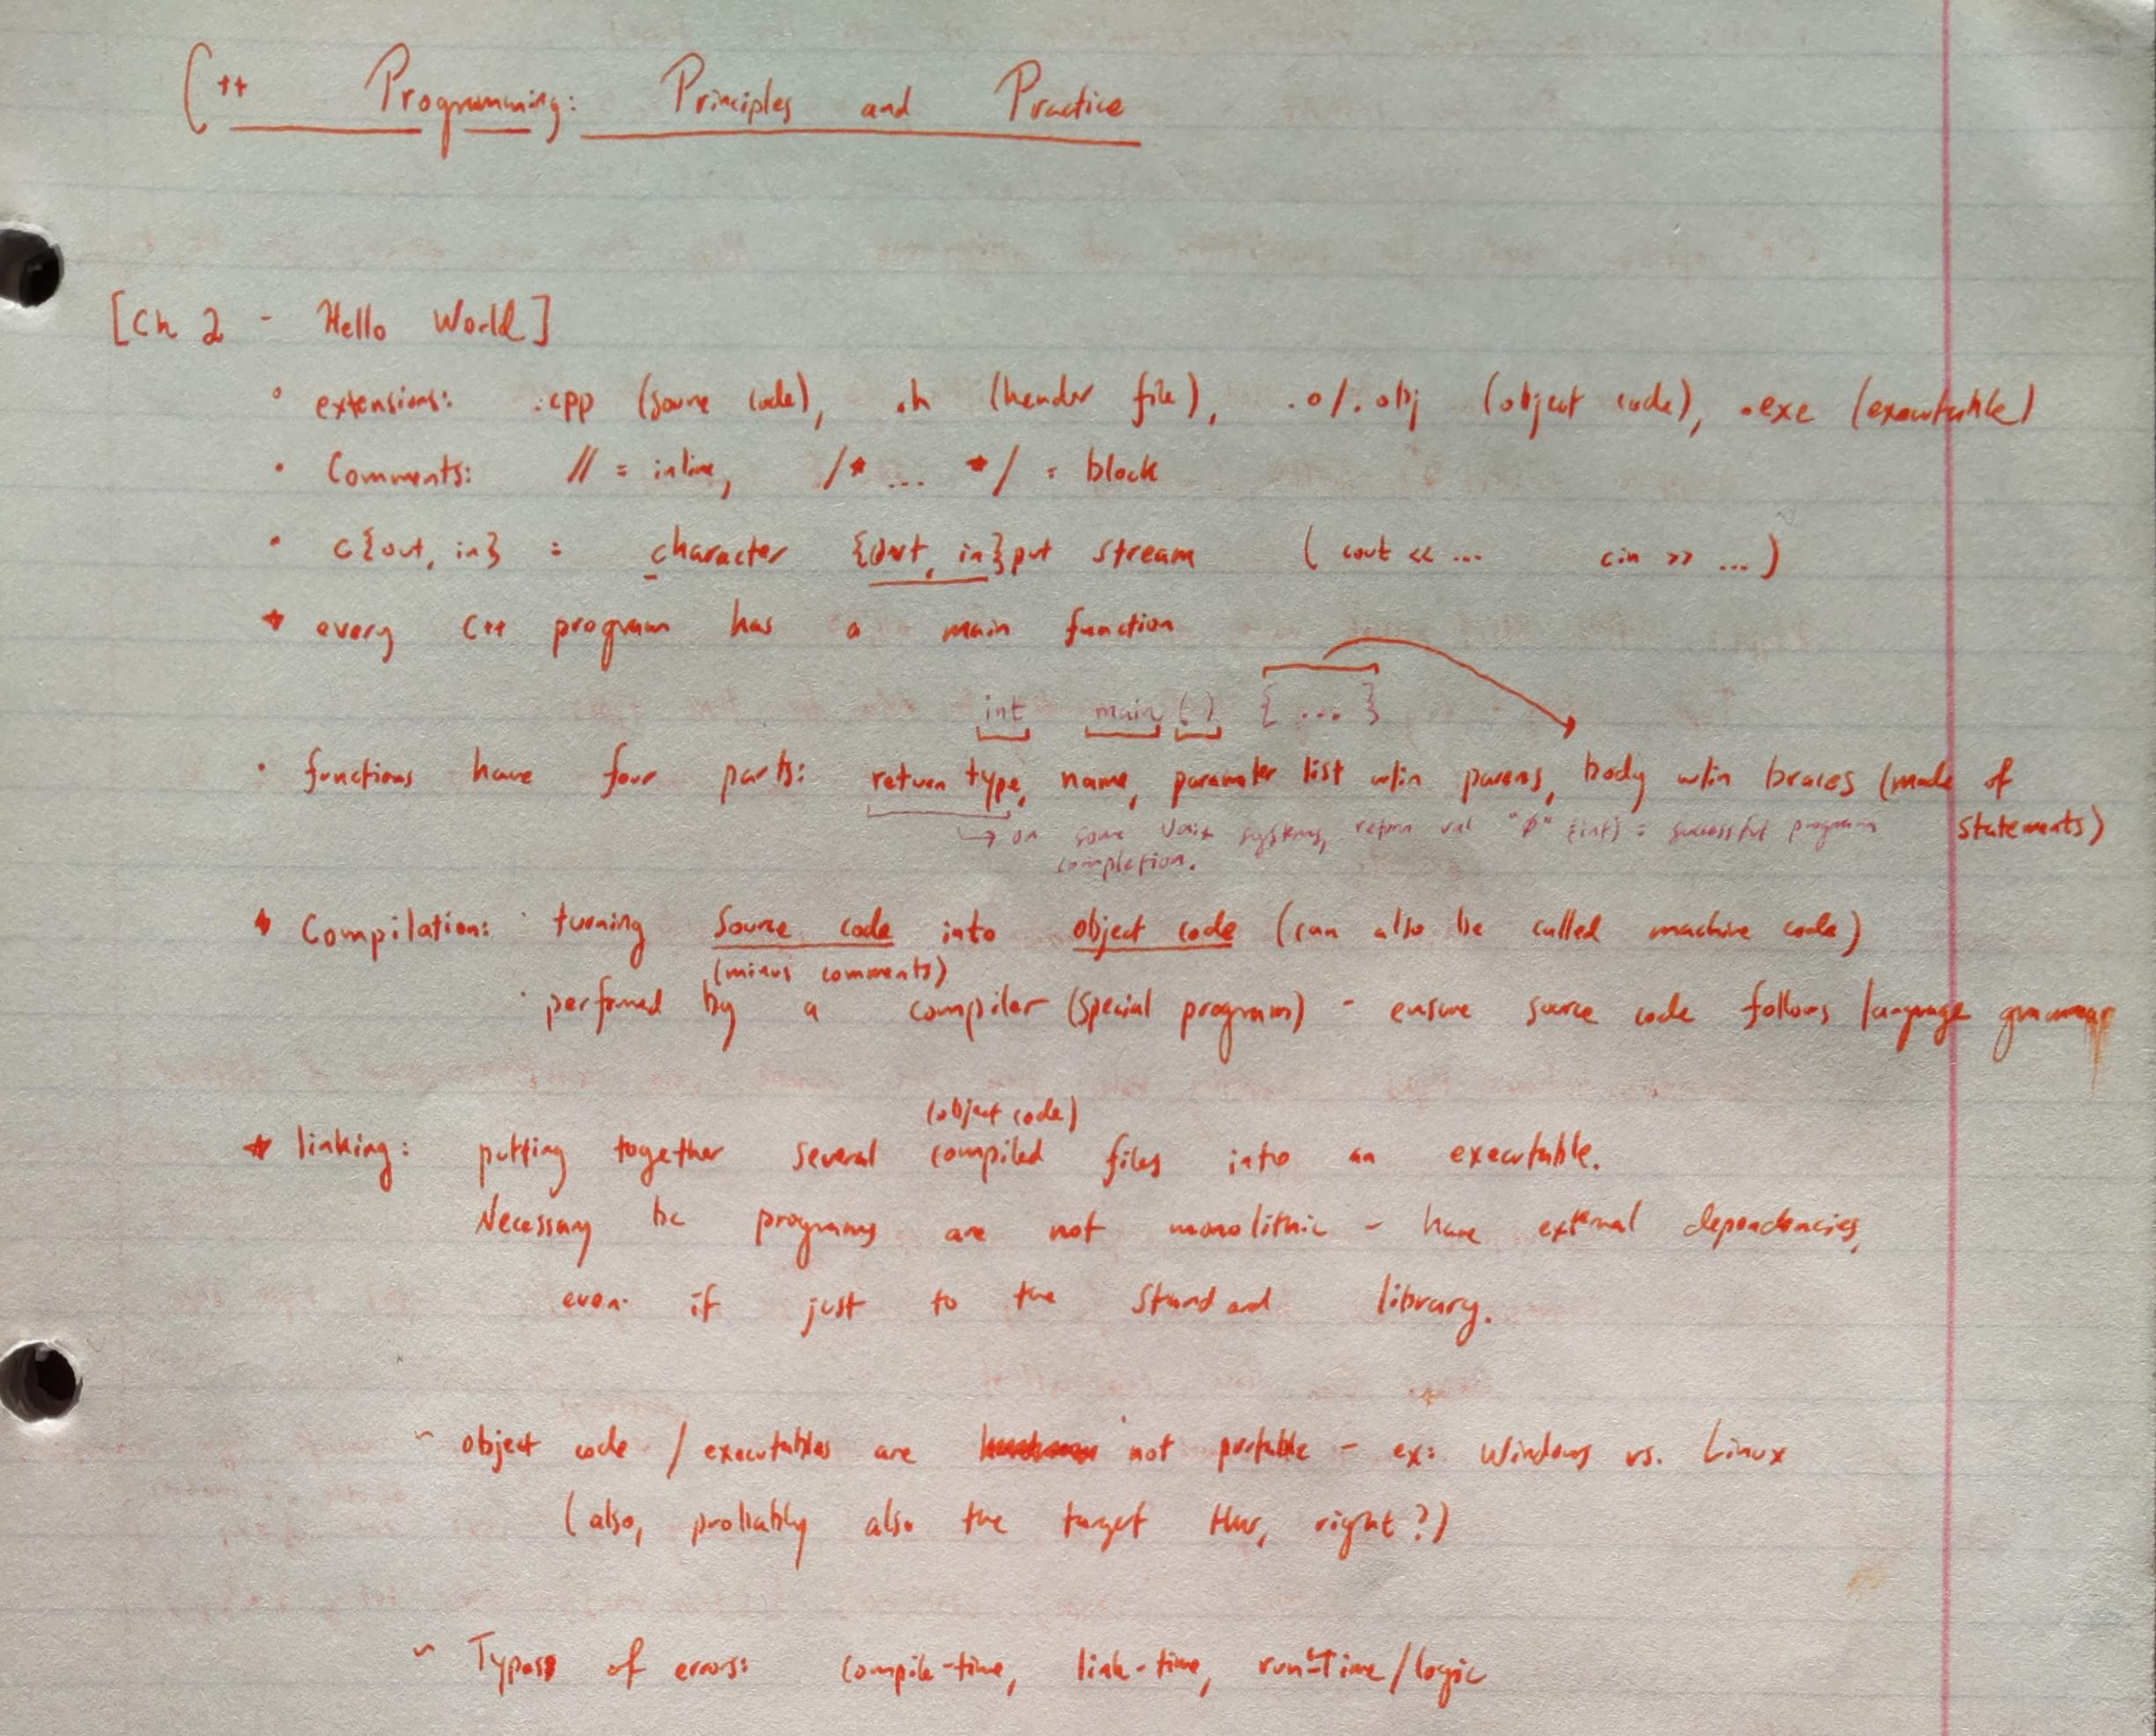 C++ Programming: Principles and Practice
[Ch 2 - Hello World]
° extensions: .cpp (source code), .h (header file), .o/.obj (object code), .exe (executable)
• Comments: // = inline, /* ... */ = block
• c{out, in} = character {out, in}put stream ( cout << ... cin >> ... )
★ every C++ program has a main function
int main ( ) { ... }
• functions have four parts: return type, name, parameter list w/in parens, body w/in braces (made of
statements)
→ on some Unix systems, return val "0" (int) = successful program
completion.
★ Compilation: • turning source code into object code (can also be called machine code)
(minus comments)
• performed by a compiler (special program) - ensure source code follows language grammar
(object code)
★ linking: putting together several compiled files into an executable.
Necessary bc programs are not monolithic - have external dependencies,
even if just to the standard library.
~ object code / executables are not portable - ex: Windows vs. Linux
(also, probably also the target HW, right?)
~ Types of errors: compile-time, link-time, run-time/logic